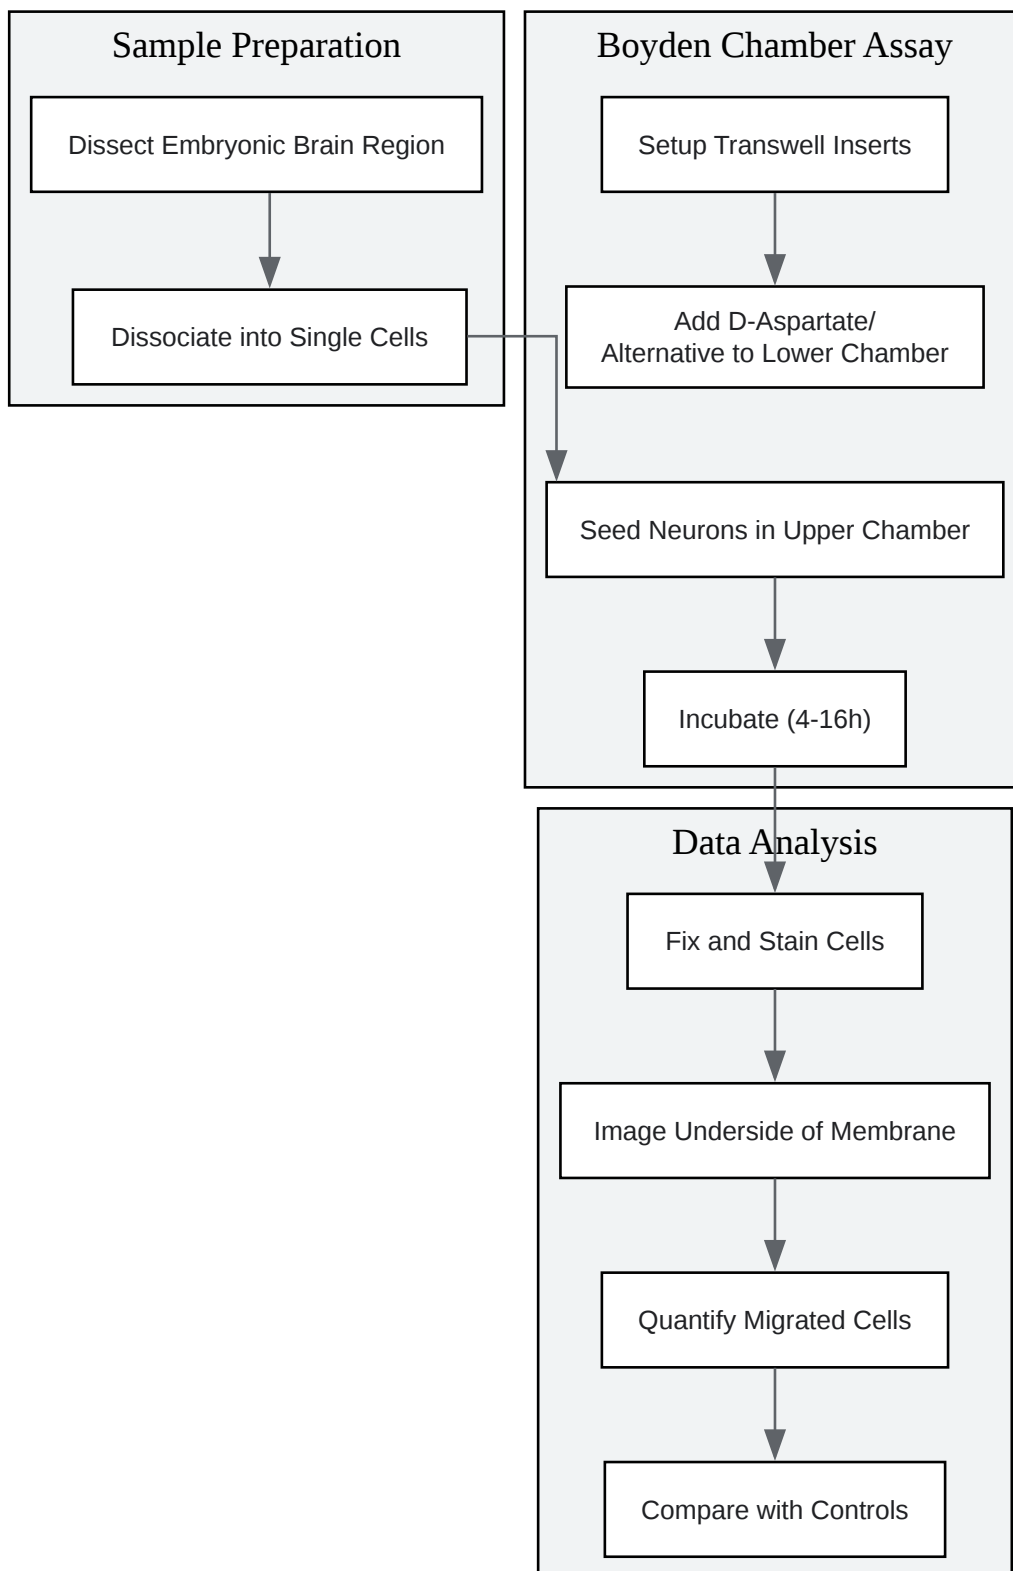 Sample Preparation
Dissect Embryonic Brain Region
Dissociate into Single Cells
Boyden Chamber Assay
Setup Transwell Inserts
Add D-Aspartate/
Alternative to Lower Chamber
Seed Neurons in Upper Chamber
Incubate (4-16h)
Data Analysis
Fix and Stain Cells
Image Underside of Membrane
Quantify Migrated Cells
Compare with Controls